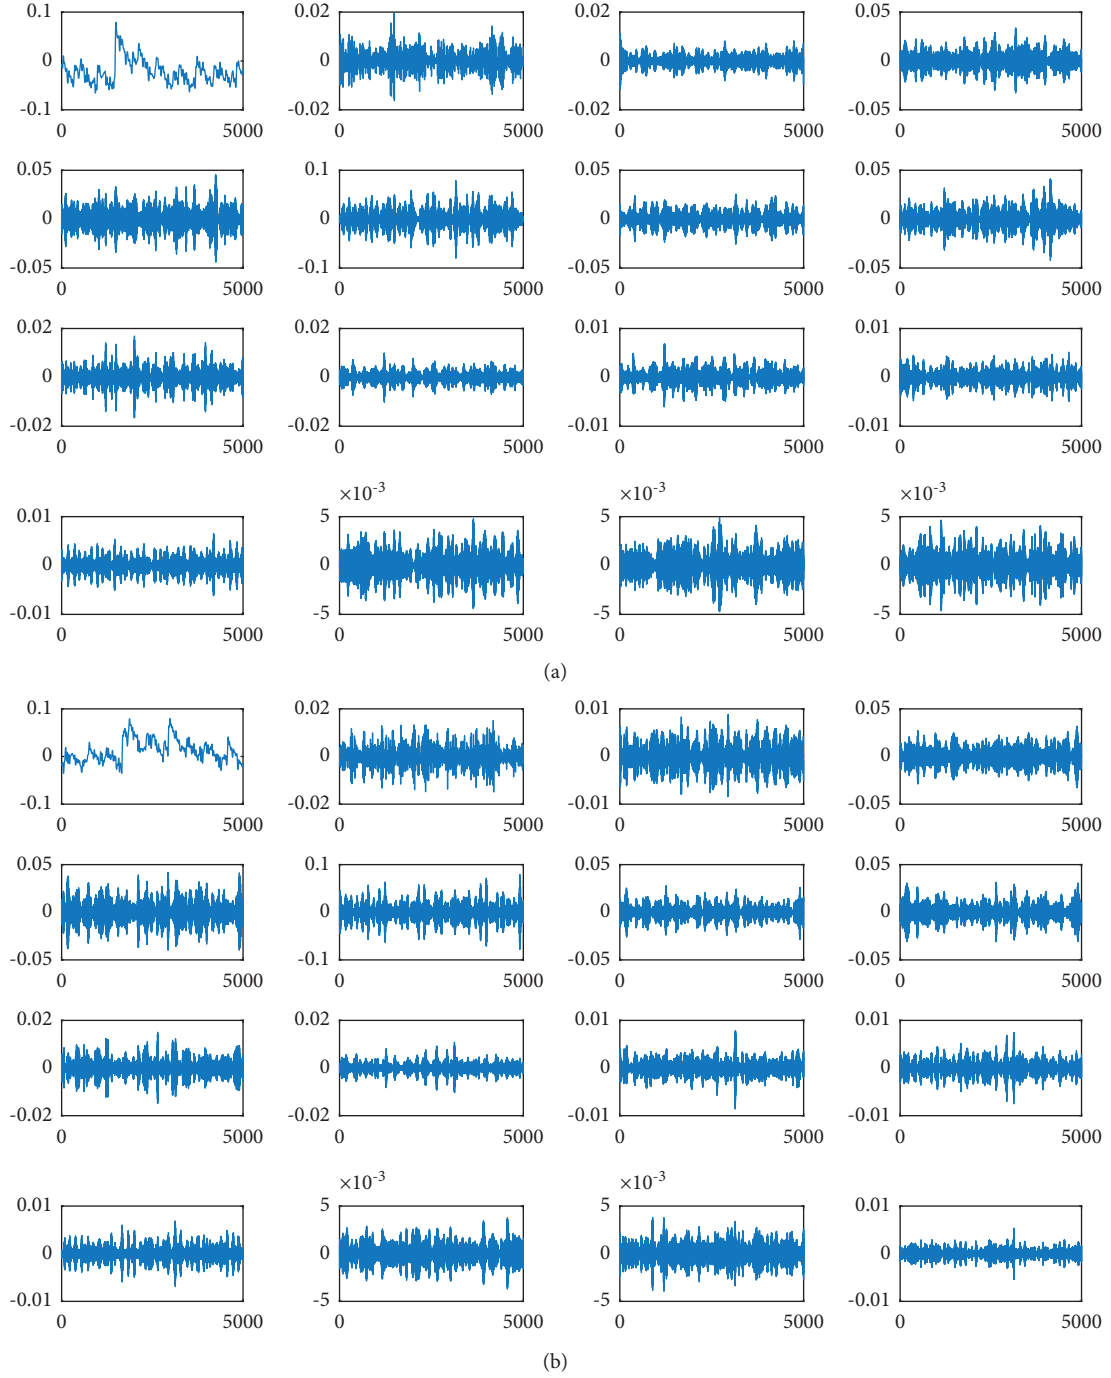 0.1 0.02 0.02 0.05
0 0 0 0
-0.1 -0.02 -0.02 -0.05
0 5000 0 5000 0 5000 0 5000
0.05 0.1 0.05 0.05
0 0 0 0
-0.05 -0.1 -0.05 -0.05
0 5000 0 5000 0 5000 0 5000
0.02 0.02 0.01 0.01
0 0 0 0
-0.02 -0.02 -0.01 -0.01
0 5000 0 5000 0 5000 0 5000
×10-3 ×10-3 ×10-3
0.01 5 5 5
0 0 0 0
-0.01 -5 -5 -5
0 5000 0 5000 0 5000 0 5000
(a)
0.1 0.02 0.01 0.05
0 0 0 0
-0.1 -0.02 -0.01 -0.05
0 5000 0 5000 0 5000 0 5000
0.05 0.1 0.05 0.05
0 0 0 0
-0.05 -0.1 -0.05 -0.05
0 5000 0 5000 0 5000 0 5000
0.02 0.02 0.01 0.01
0 0 0 0
-0.02 -0.02 -0.01 -0.01
0 5000 0 5000 0 5000 0 5000
×10-3 ×10-3
0.01 5 5 0.01
0 0 0 0
-0.01 -5 -5 -0.01
0 5000 0 5000 0 5000 0 5000
(b)